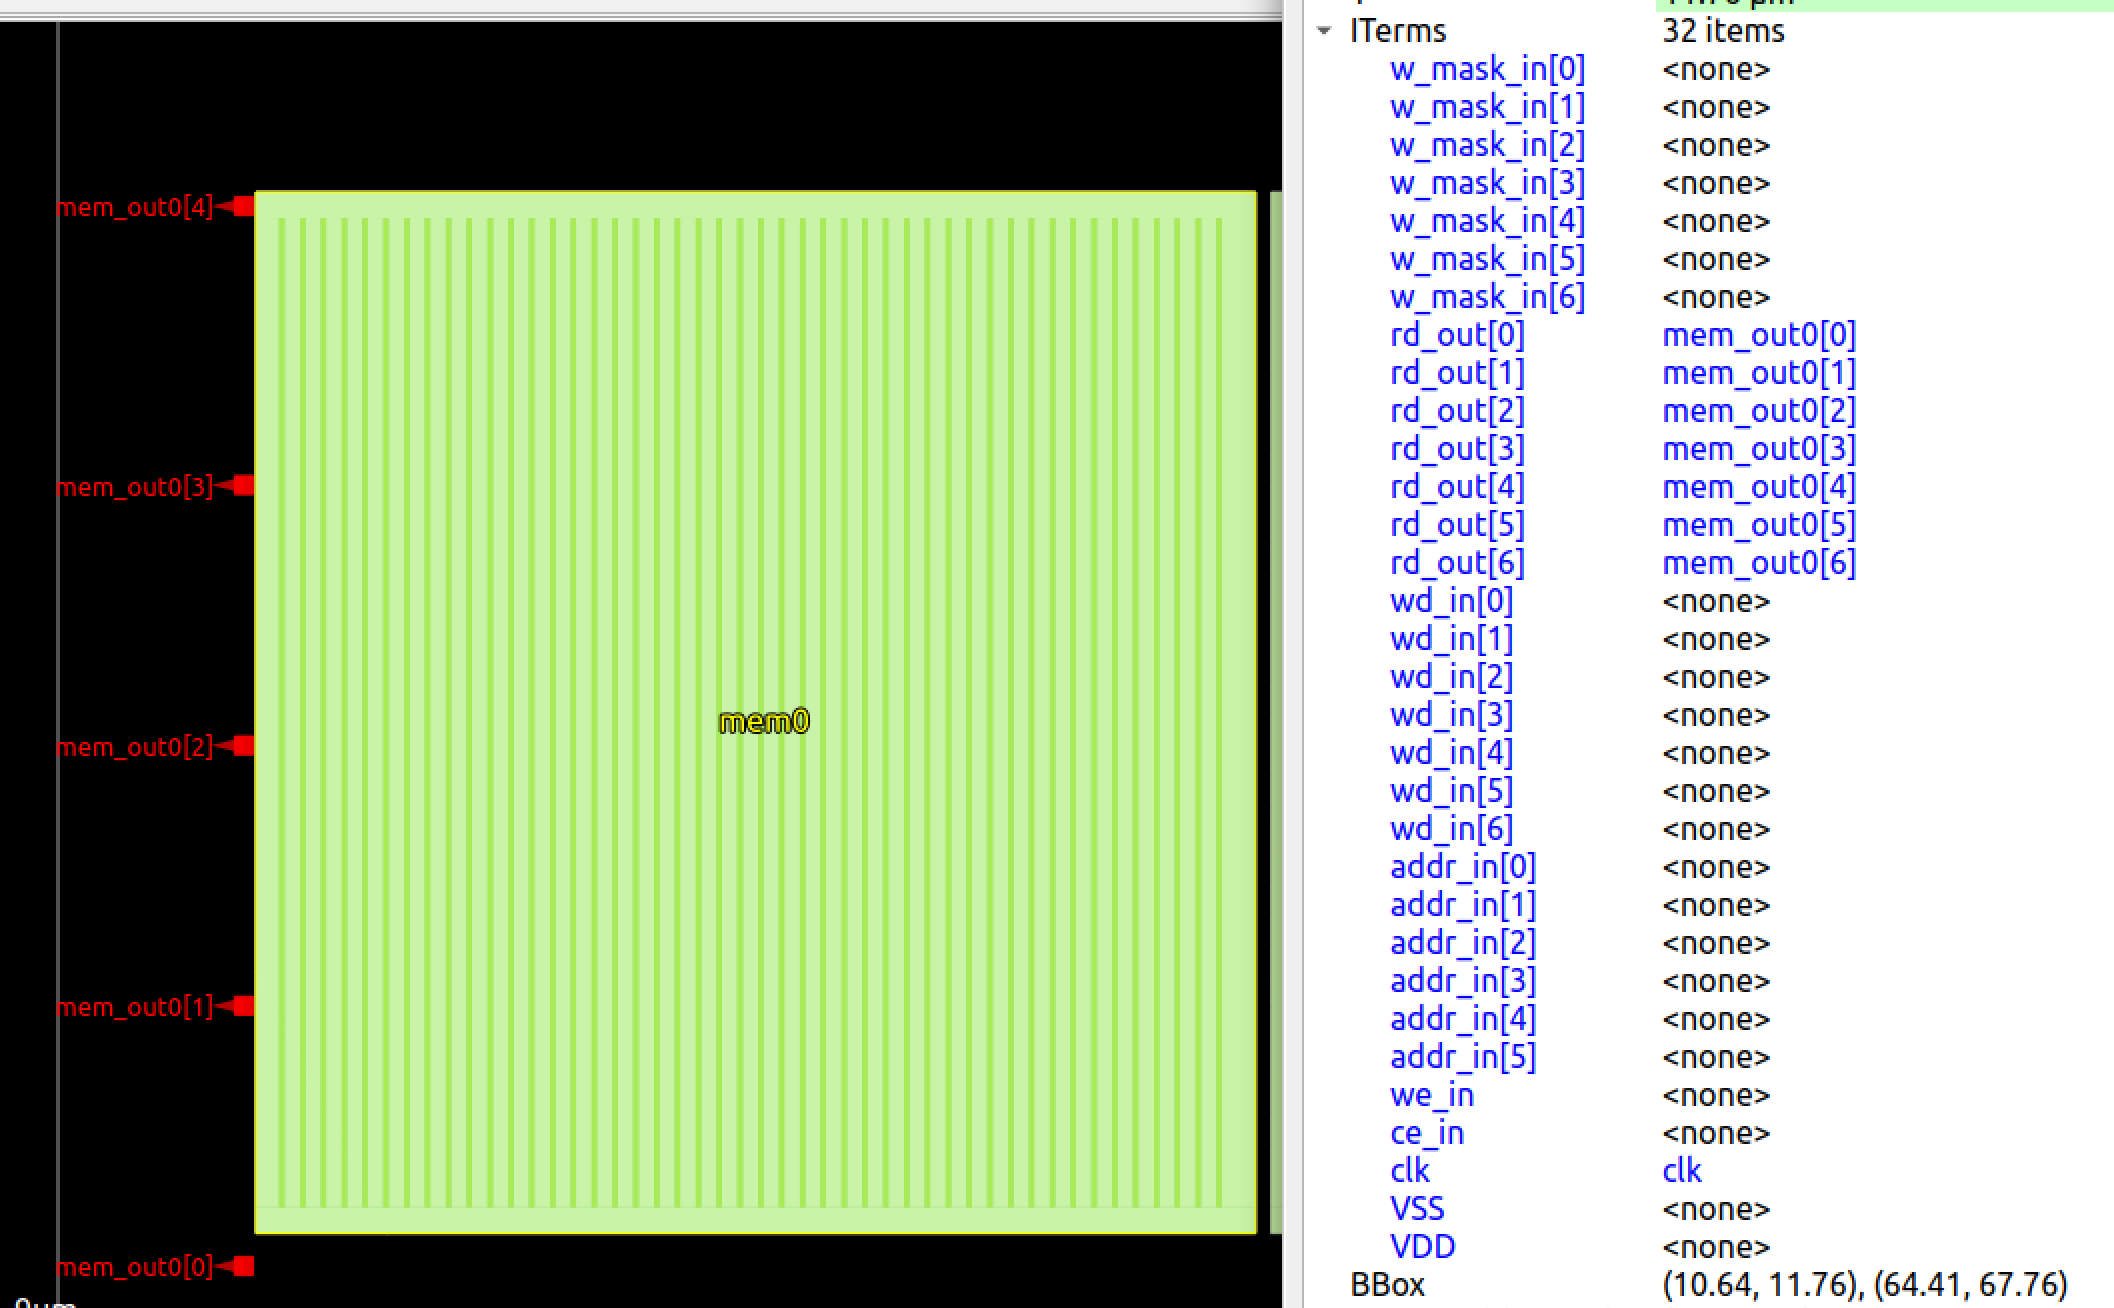 mem_out0[4]
mem_out0[3]
mem0
mem_out0[2]
mem_out0[1]
mem_out0[0]
ITerms 32 items
w_mask_in[0] <none>
w_mask_in[1] <none>
w_mask_in[2] <none>
w_mask_in[3] <none>
w_mask_in[4] <none>
w_mask_in[5] <none>
w_mask_in[6] <none>
rd_out[0] mem_out0[0]
rd_out[1] mem_out0[1]
rd_out[2] mem_out0[2]
rd_out[3] mem_out0[3]
rd_out[4] mem_out0[4]
rd_out[5] mem_out0[5]
rd_out[6] mem_out0[6]
wd_in[0] <none>
wd_in[1] <none>
wd_in[2] <none>
wd_in[3] <none>
wd_in[4] <none>
wd_in[5] <none>
wd_in[6] <none>
addr_in[0] <none>
addr_in[1] <none>
addr_in[2] <none>
addr_in[3] <none>
addr_in[4] <none>
addr_in[5] <none>
we_in <none>
ce_in <none>
clk clk
VSS <none>
VDD <none>
BBox (10.64, 11.76), (64.41, 67.76)